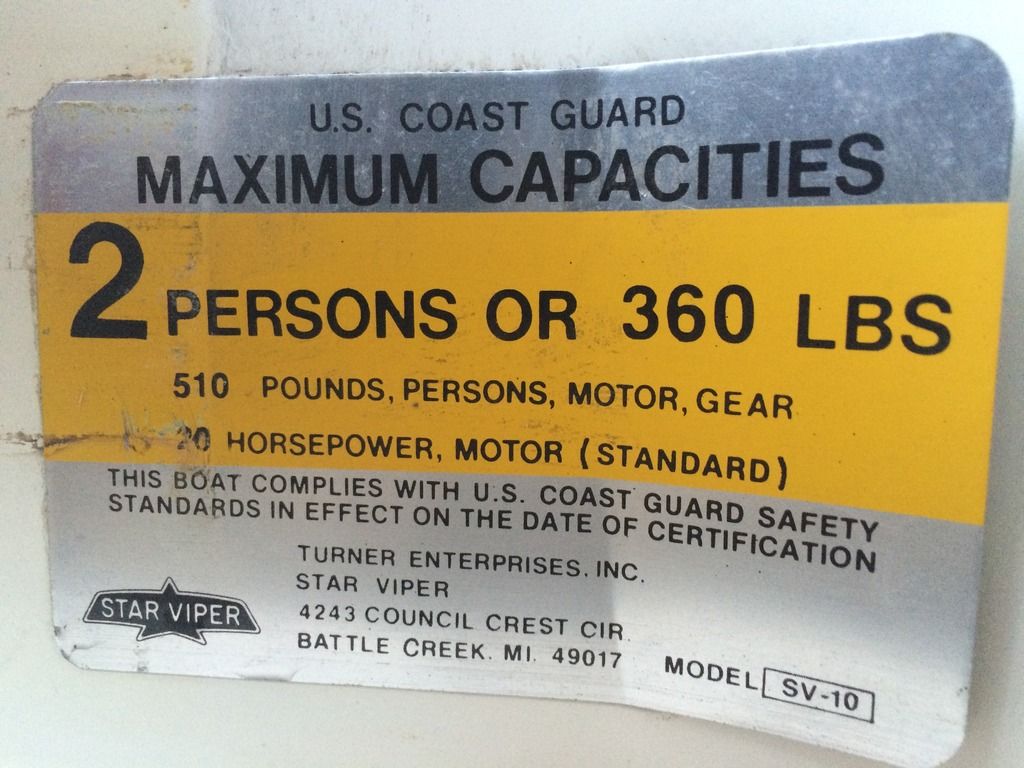 U.S. COAST GUARD
MAXIMUM CAPACITIES
2 PERSONS OR 360 LBS
510 POUNDS, PERSONS, MOTOR, GEAR
20 HORSEPOWER, MOTOR (STANDARD)
THIS BOAT COMPLIES WITH U.S. COAST GUARD SAFETY
STANDARDS IN EFFECT ON THE DATE OF CERTIFICATION
TURNER ENTERPRISES, INC.
STAR VIPER
4243 COUNCIL CREST CIR.
BATTLE CREEK. MI. 49017
STAR VIPER
MODEL SV-10